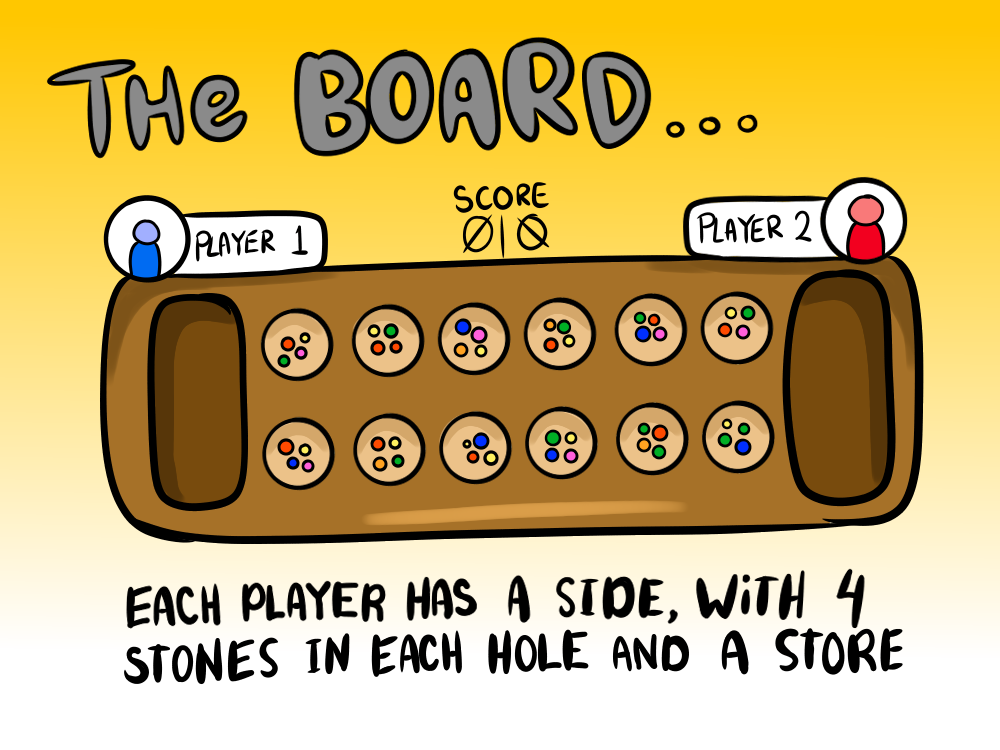 THe BOARD...
SCORE
PLAYER 1
0|0
PLAYER 2
EACH PLAYER HAS A SIDE, WiTH 4
STONES IN EACH HOLE AND A STORE